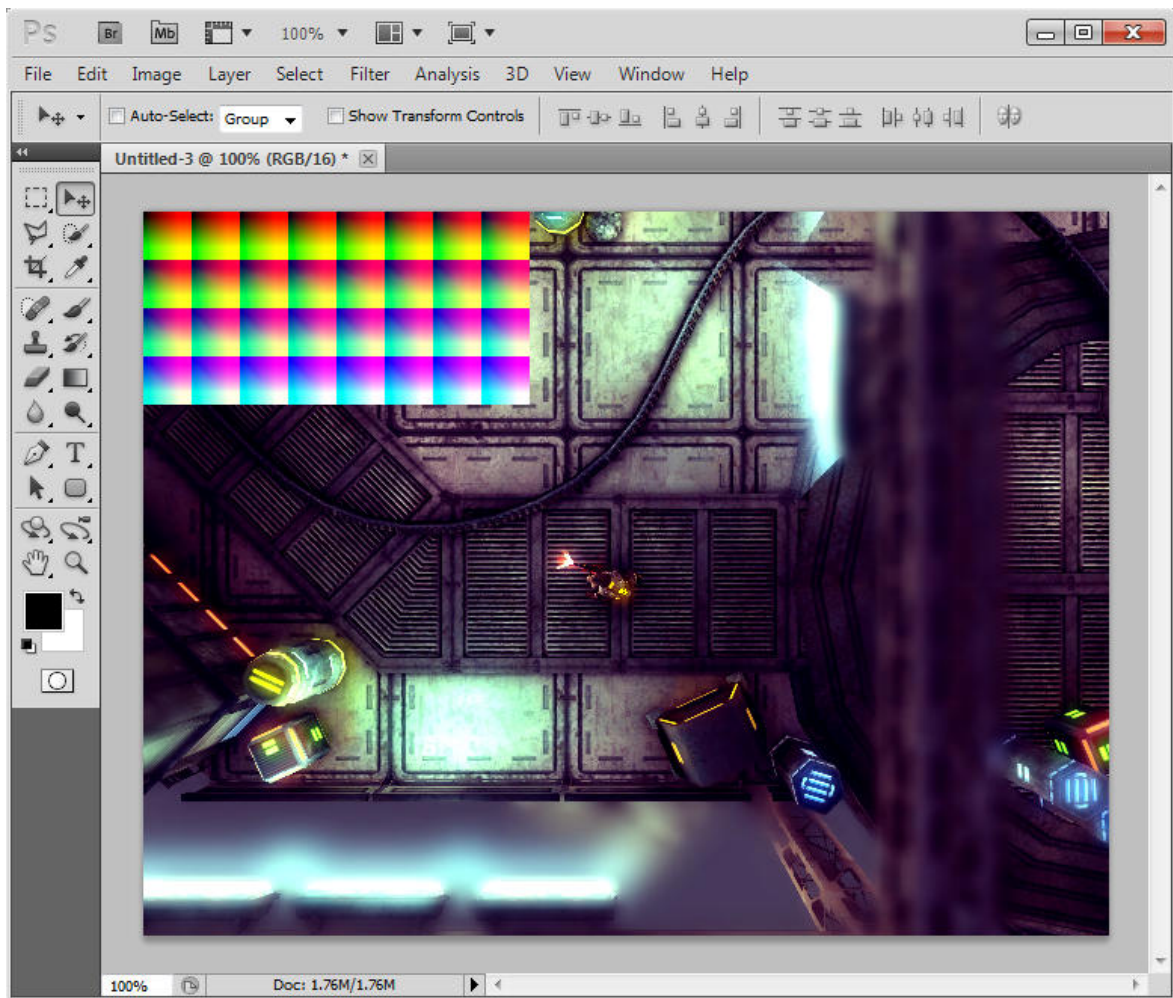 Ps Br Mb 100%
File Edit Image Layer Select Filter Analysis 3D View Window Help
Auto-Select: Group Show Transform Controls
Untitled-3 @ 100% (RGB/16) *
T
100% Doc: 1.76M/1.76M